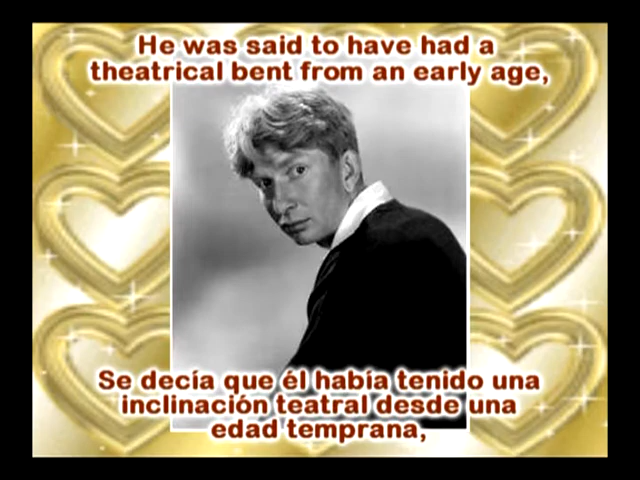 He was said to have had a
theatrical bent from an early age,
Se decía que él había tenido una
inclinación teatral desde una
edad temprana,